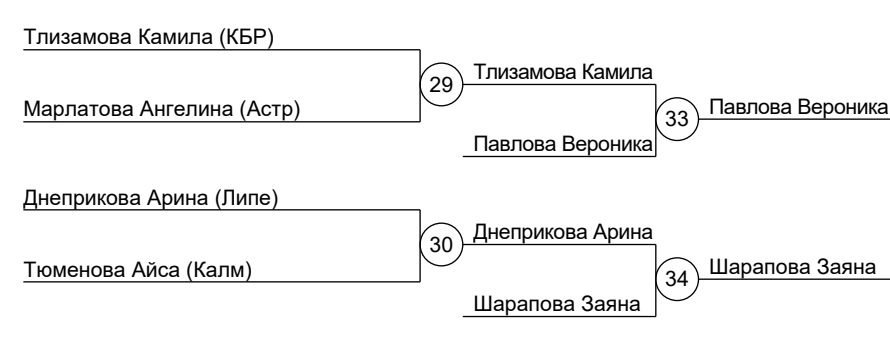 Тлизамова Камила (КБР)
29
Тлизамова Камила
Марлатова Ангелина (Астр)
33
Павлова Вероника
Павлова Вероника
Днеприкова Арина (Липе)
30
Днеприкова Арина
Тюменова Айса (Калм)
34
Шарапова Заяна
Шарапова Заяна